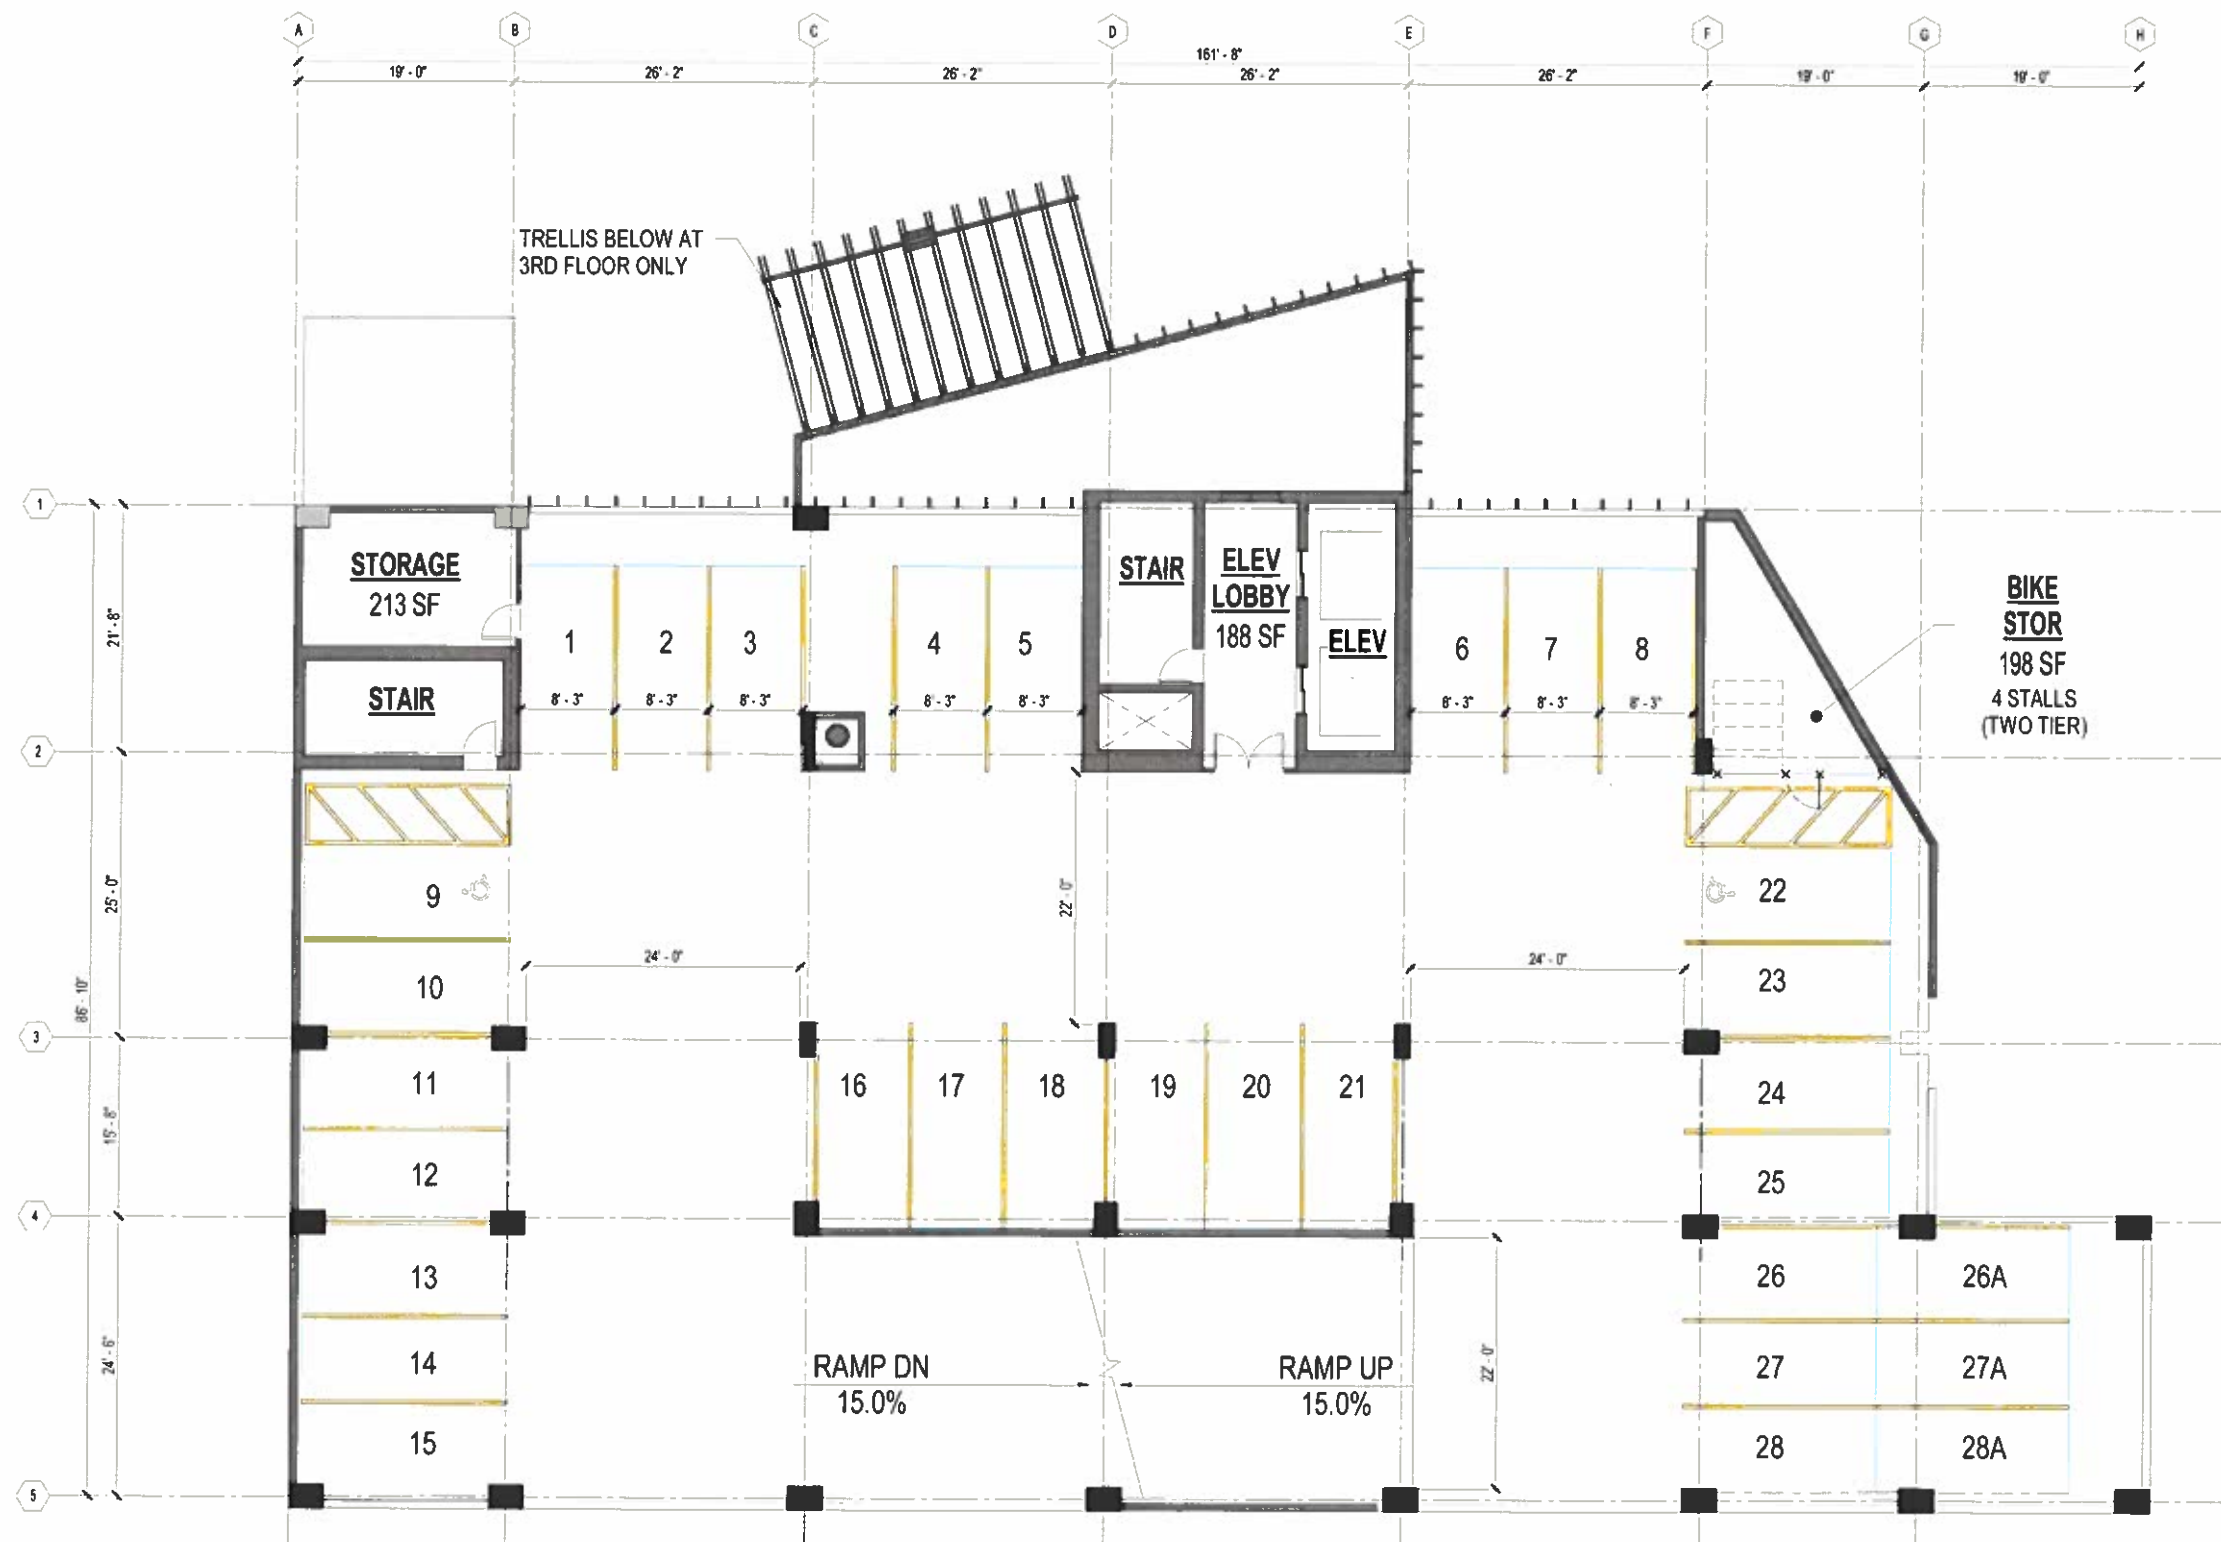 A
B
C
D
E
F
G
H
161'-8"
19'-0"
26'-2"
26'-2"
26'-2"
26'-2"
19'-0"
19'-0"
TRELLIS BELOW AT
3RD FLOOR ONLY
1
2
3
4
5
86'-10"
21'-8"
25'-0"
15'-8"
24'-6"
STORAGE
213 SF
STAIR
1
2
3
4
5
8'-3"
8'-3"
8'-3"
8'-3"
8'-3"
STAIR
ELEV
LOBBY
188 SF
ELEV
6
7
8
8'-3"
8'-3"
8'-3"
BIKE
STOR
198 SF
4 STALLS
(TWO TIER)
9
10
11
12
13
14
15
24'-0"
22'-0"
24'-0"
16
17
18
19
20
21
22
23
24
25
26
26A
27
27A
28
28A
RAMP DN
15.0%
RAMP UP
15.0%
22'-0"